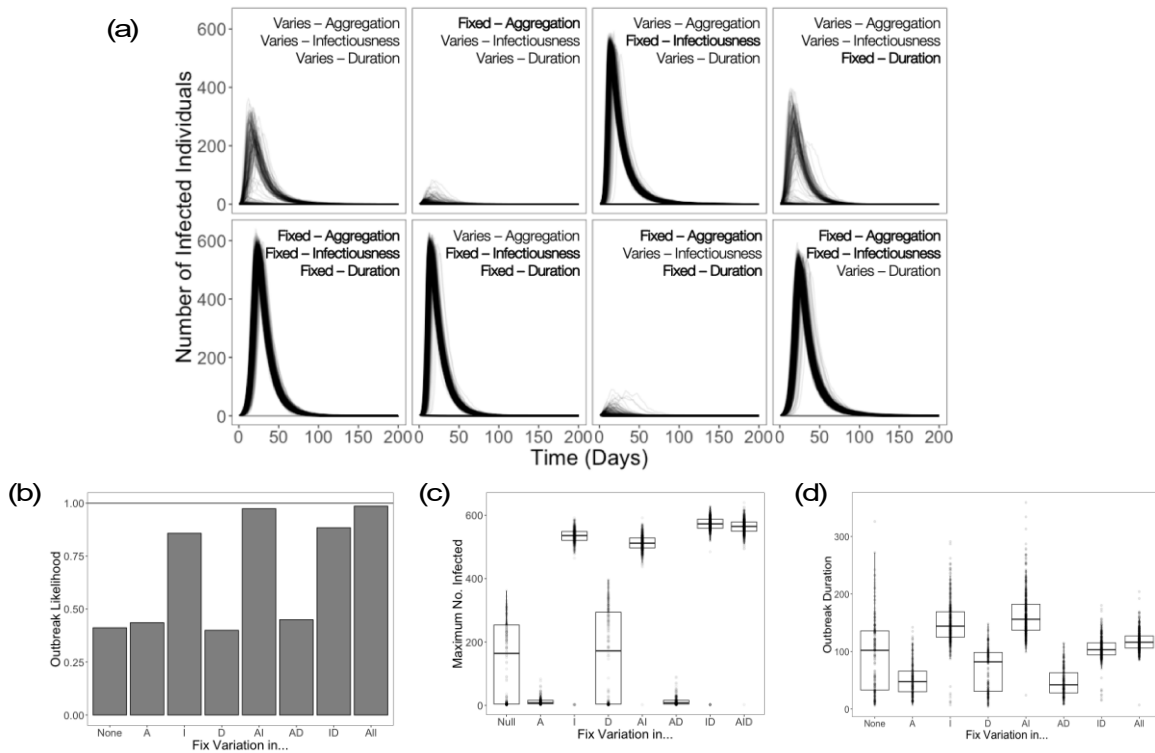 (a)
Number of Infected Individuals
600
400
200
0
Varies – Aggregation
Varies – Infectiousness
Varies – Duration
Fixed – Aggregation
Varies – Infectiousness
Varies – Duration
Varies – Aggregation
Fixed – Infectiousness
Varies – Duration
Varies – Aggregation
Varies – Infectiousness
Fixed – Duration
600
400
200
0
Fixed – Aggregation
Fixed – Infectiousness
Fixed – Duration
Varies – Aggregation
Fixed – Infectiousness
Fixed – Duration
Fixed – Aggregation
Varies – Infectiousness
Fixed – Duration
Fixed – Aggregation
Fixed – Infectiousness
Varies – Duration
0 50 100 150 200 0 50 100 150 200 0 50 100 150 200 0 50 100 150 200
Time (Days)
(b)
Outbreak Likelihood
1.00
0.75
0.50
0.25
0.00
None A I D AI AD ID All
Fix Variation in...
(c)
Maximum No. Infected
600
400
200
0
Null A I D AI AD ID AID
Fix Variation in...
(d)
Outbreak Duration
300
200
100
0
None A I D AI AD ID All
Fix Variation in...